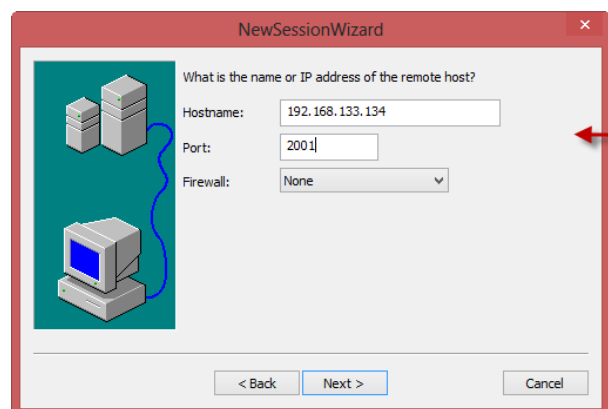 NewSessionWizard
What is the name or IP address of the remote host?
Hostname: 192.168.133.134
Port: 2001
Firewall: None
< Back Next > Cancel